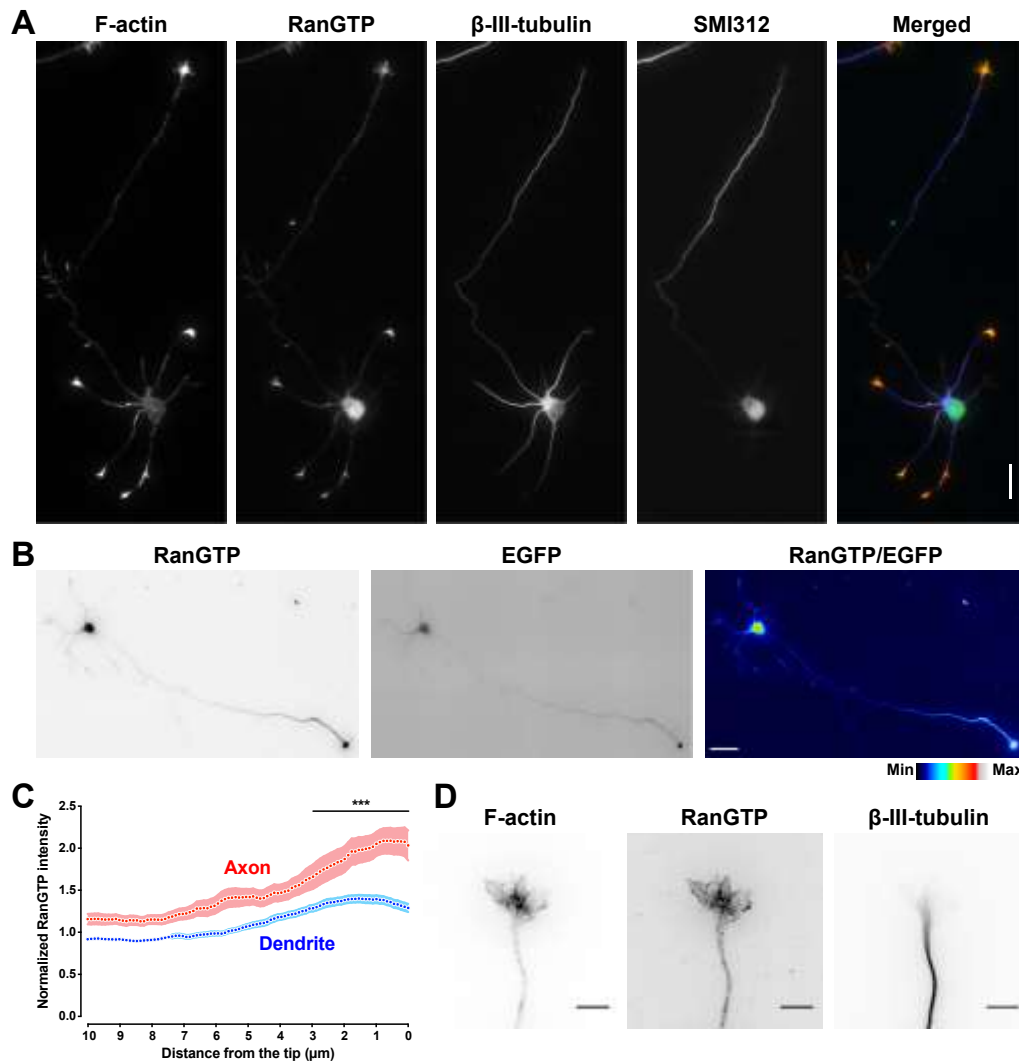 A
F-actin RanGTP β-III-tubulin SMI312 Merged
B
RanGTP EGFP RanGTP/EGFP
Min Max
C
Normalized RanGTP intensity
2.5
2.0
1.5
1.0
0.5
0.0
***
Axon
Dendrite
10 9 8 7 6 5 4 3 2 1 0
Distance from the tip (μm)
D
F-actin RanGTP β-III-tubulin